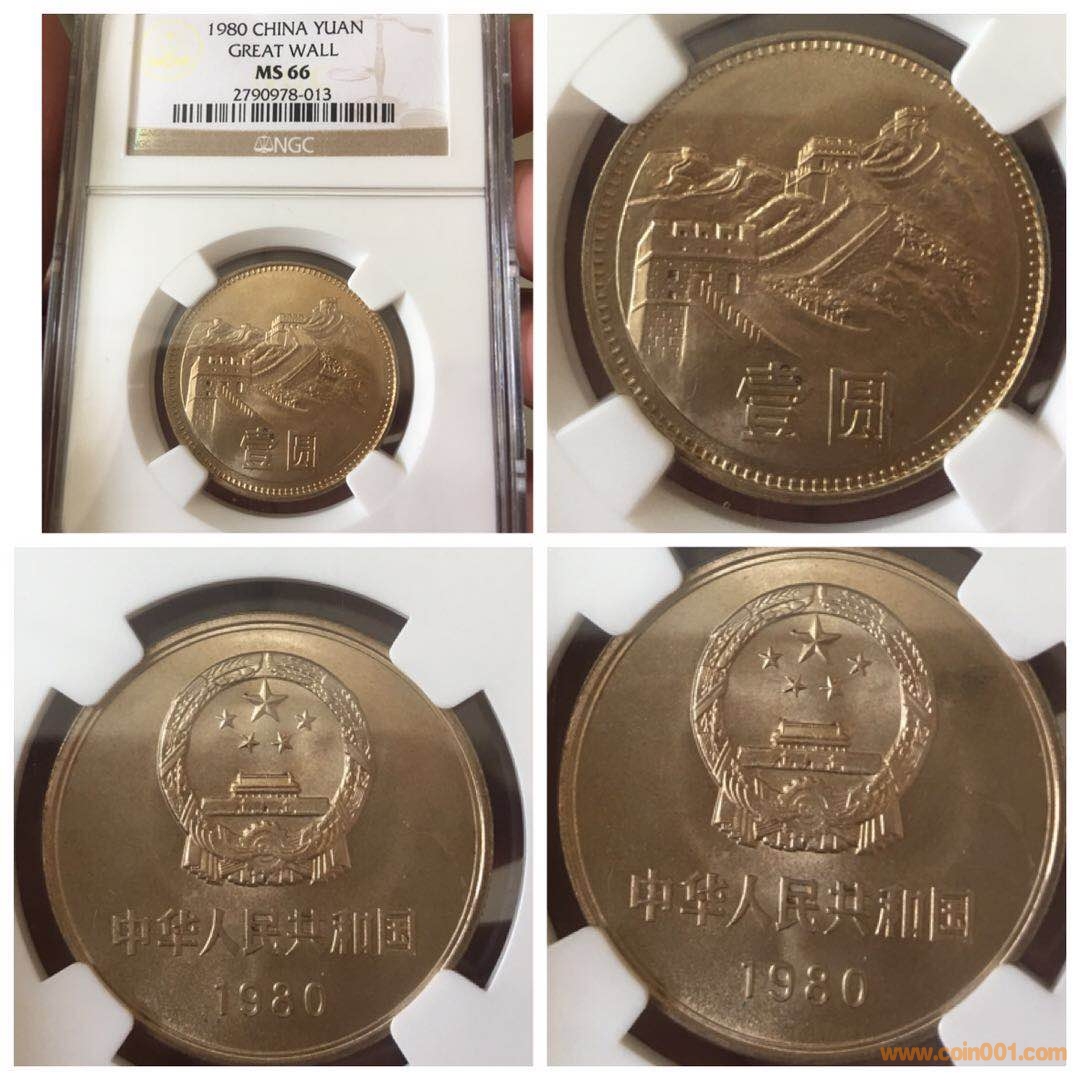 1980 CHINA YUAN
GREAT WALL
MS 66
2790978-013
NGC
壹圆
壹圆
中华人民共和国
1980
中华人民共和国
1980
www.coin001.com